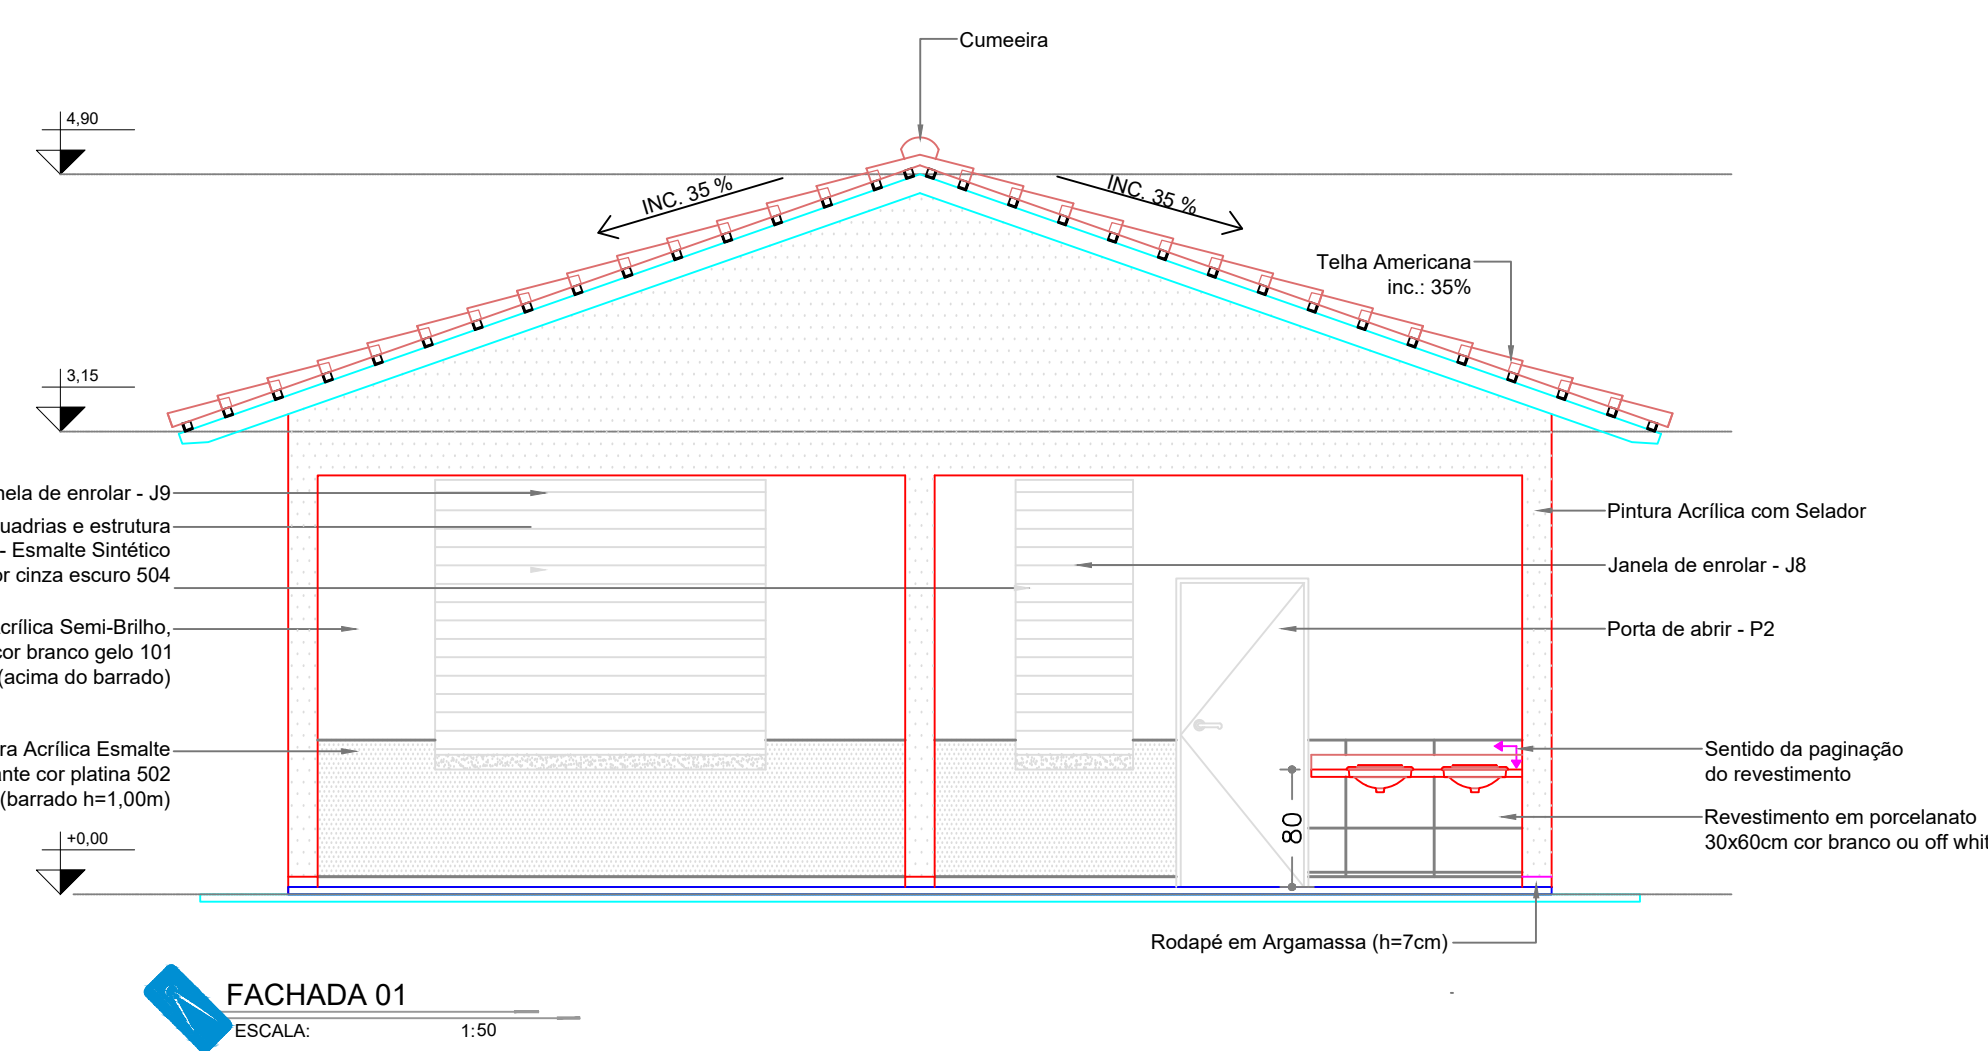 Cumeeira
4,90
INC. 35 %
INC. 35 %
Telha Americana
inc.: 35%
3,15
nela de enrolar - J9
uadrias e estrutura
- Esmalte Sintético
or cinza escuro 504
crílica Semi-Brilho,
cor branco gelo 101
(acima do barrado)
ra Acrílica Esmalte
ante cor platina 502
(barrado h=1,00m)
+0,00
Pintura Acrílica com Selador
Janela de enrolar - J8
Porta de abrir - P2
Sentido da paginação
do revestimento
Revestimento em porcelanato
30x60cm cor branco ou off whit
80
Rodapé em Argamassa (h=7cm)
FACHADA 01
ESCALA: 1:50